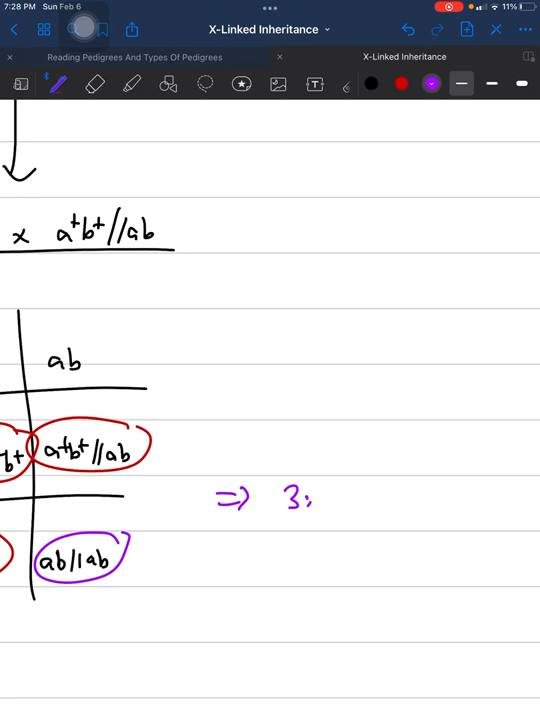 7:28 PM Sun Feb 6 11%
X-Linked Inheritance
Reading Pedigrees And Types Of Pedigrees X-Linked Inheritance
x a⁺b⁺//ab
ab
b⁺ a⁺b⁺//ab
⇒ 3:
ab//ab